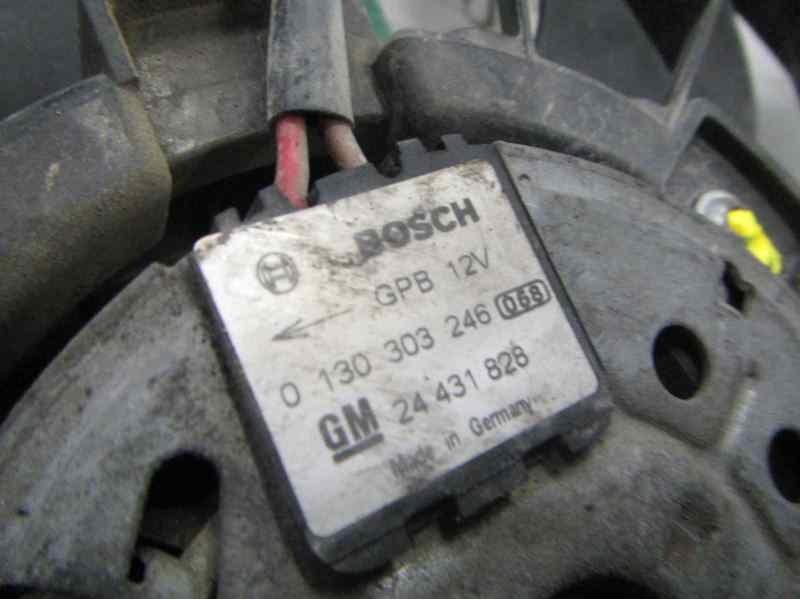 BOSCH
GPB 12V
0 130 303 246 068
GM 24 431 828
Made in Germany